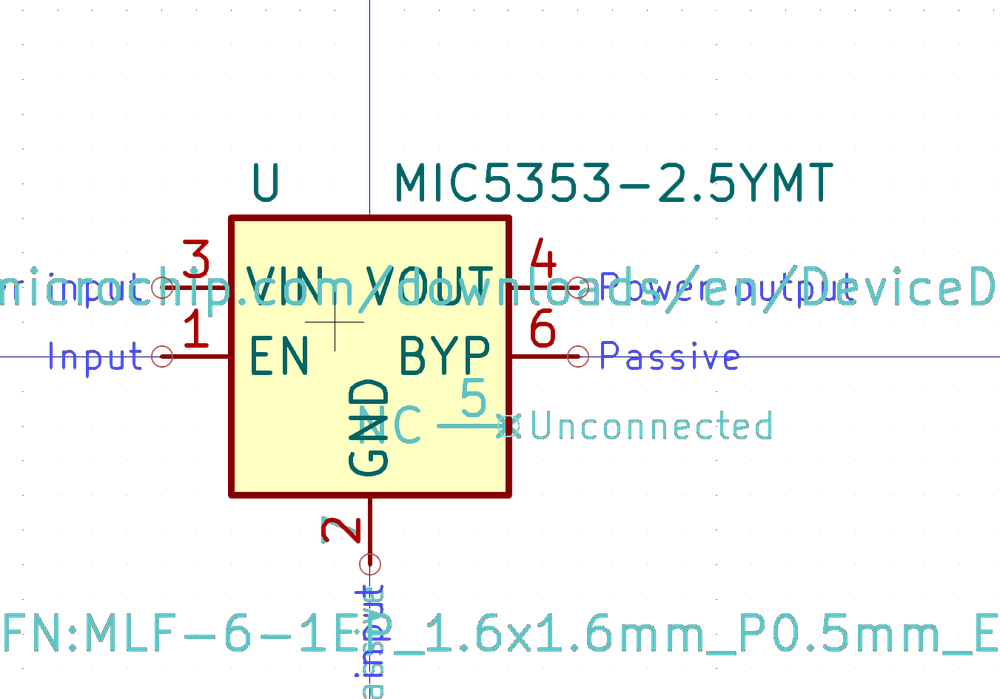 U MIC5353-2.5YMT
3 4
r input VIN VOUT Power output
microchip.com/downloads/en/DeviceD
1 6
Input EN BYP Passive
5
NC Unconnected
GND
2
input
FN:MLF-6-1EP_1.6x1.6mm_P0.5mm_E